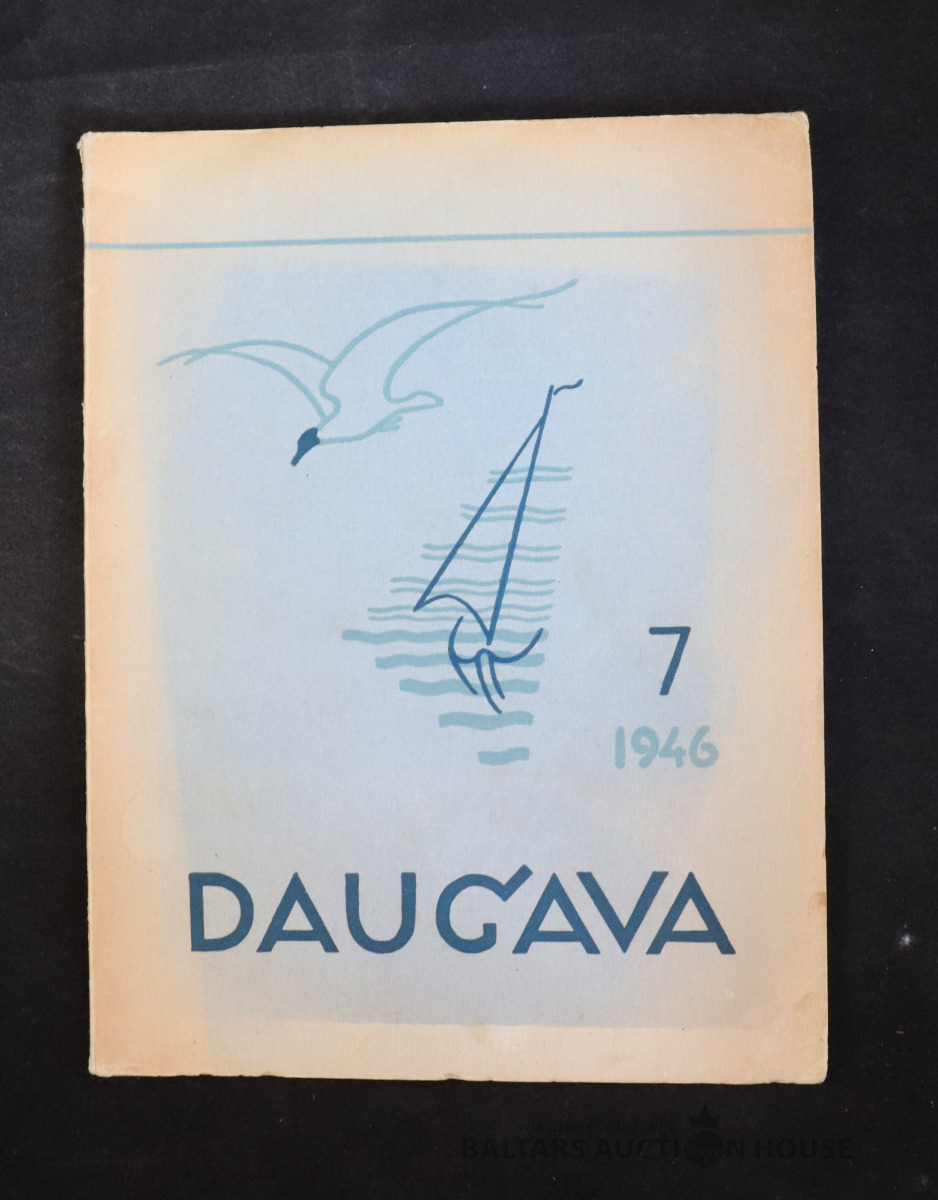 7
1946
DAUGAVA
BALTARS AUCTION HOUSE